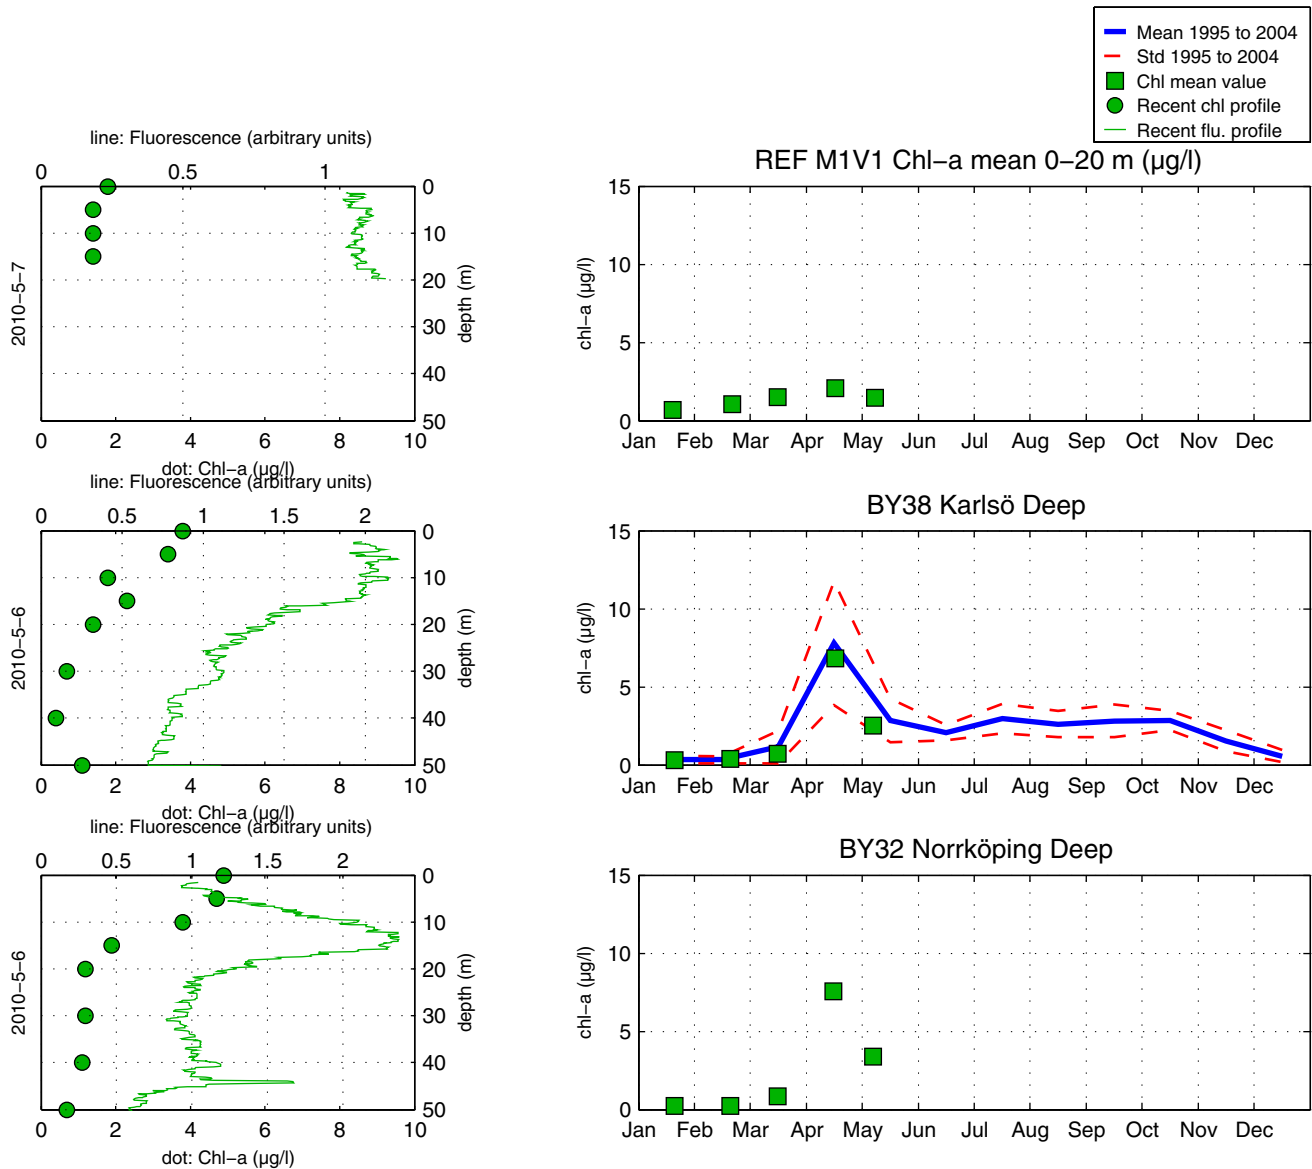 Mean 1995 to 2004
Std 1995 to 2004
Chl mean value
Recent chl profile
Recent flu. profile
line: Fluorescence (arbitrary units)
0 0.5 1
0
10
20
30
40
50
depth (m)
2010−5−7
0 2 4 6 8 10
dot: Chl−a (µg/l)
REF M1V1 Chl−a mean 0−20 m (µg/l)
15
10
5
0
chl−a (µg/l)
Jan Feb Mar Apr May Jun Jul Aug Sep Oct Nov Dec
line: Fluorescence (arbitrary units)
0 0.5 1 1.5 2
0
10
20
30
40
50
depth (m)
2010−5−6
0 2 4 6 8 10
dot: Chl−a (µg/l)
BY38 Karlsö Deep
15
10
5
0
chl−a (µg/l)
Jan Feb Mar Apr May Jun Jul Aug Sep Oct Nov Dec
line: Fluorescence (arbitrary units)
0 0.5 1 1.5 2
0
10
20
30
40
50
depth (m)
2010−5−6
0 2 4 6 8 10
dot: Chl−a (µg/l)
BY32 Norrköping Deep
15
10
5
0
chl−a (µg/l)
Jan Feb Mar Apr May Jun Jul Aug Sep Oct Nov Dec